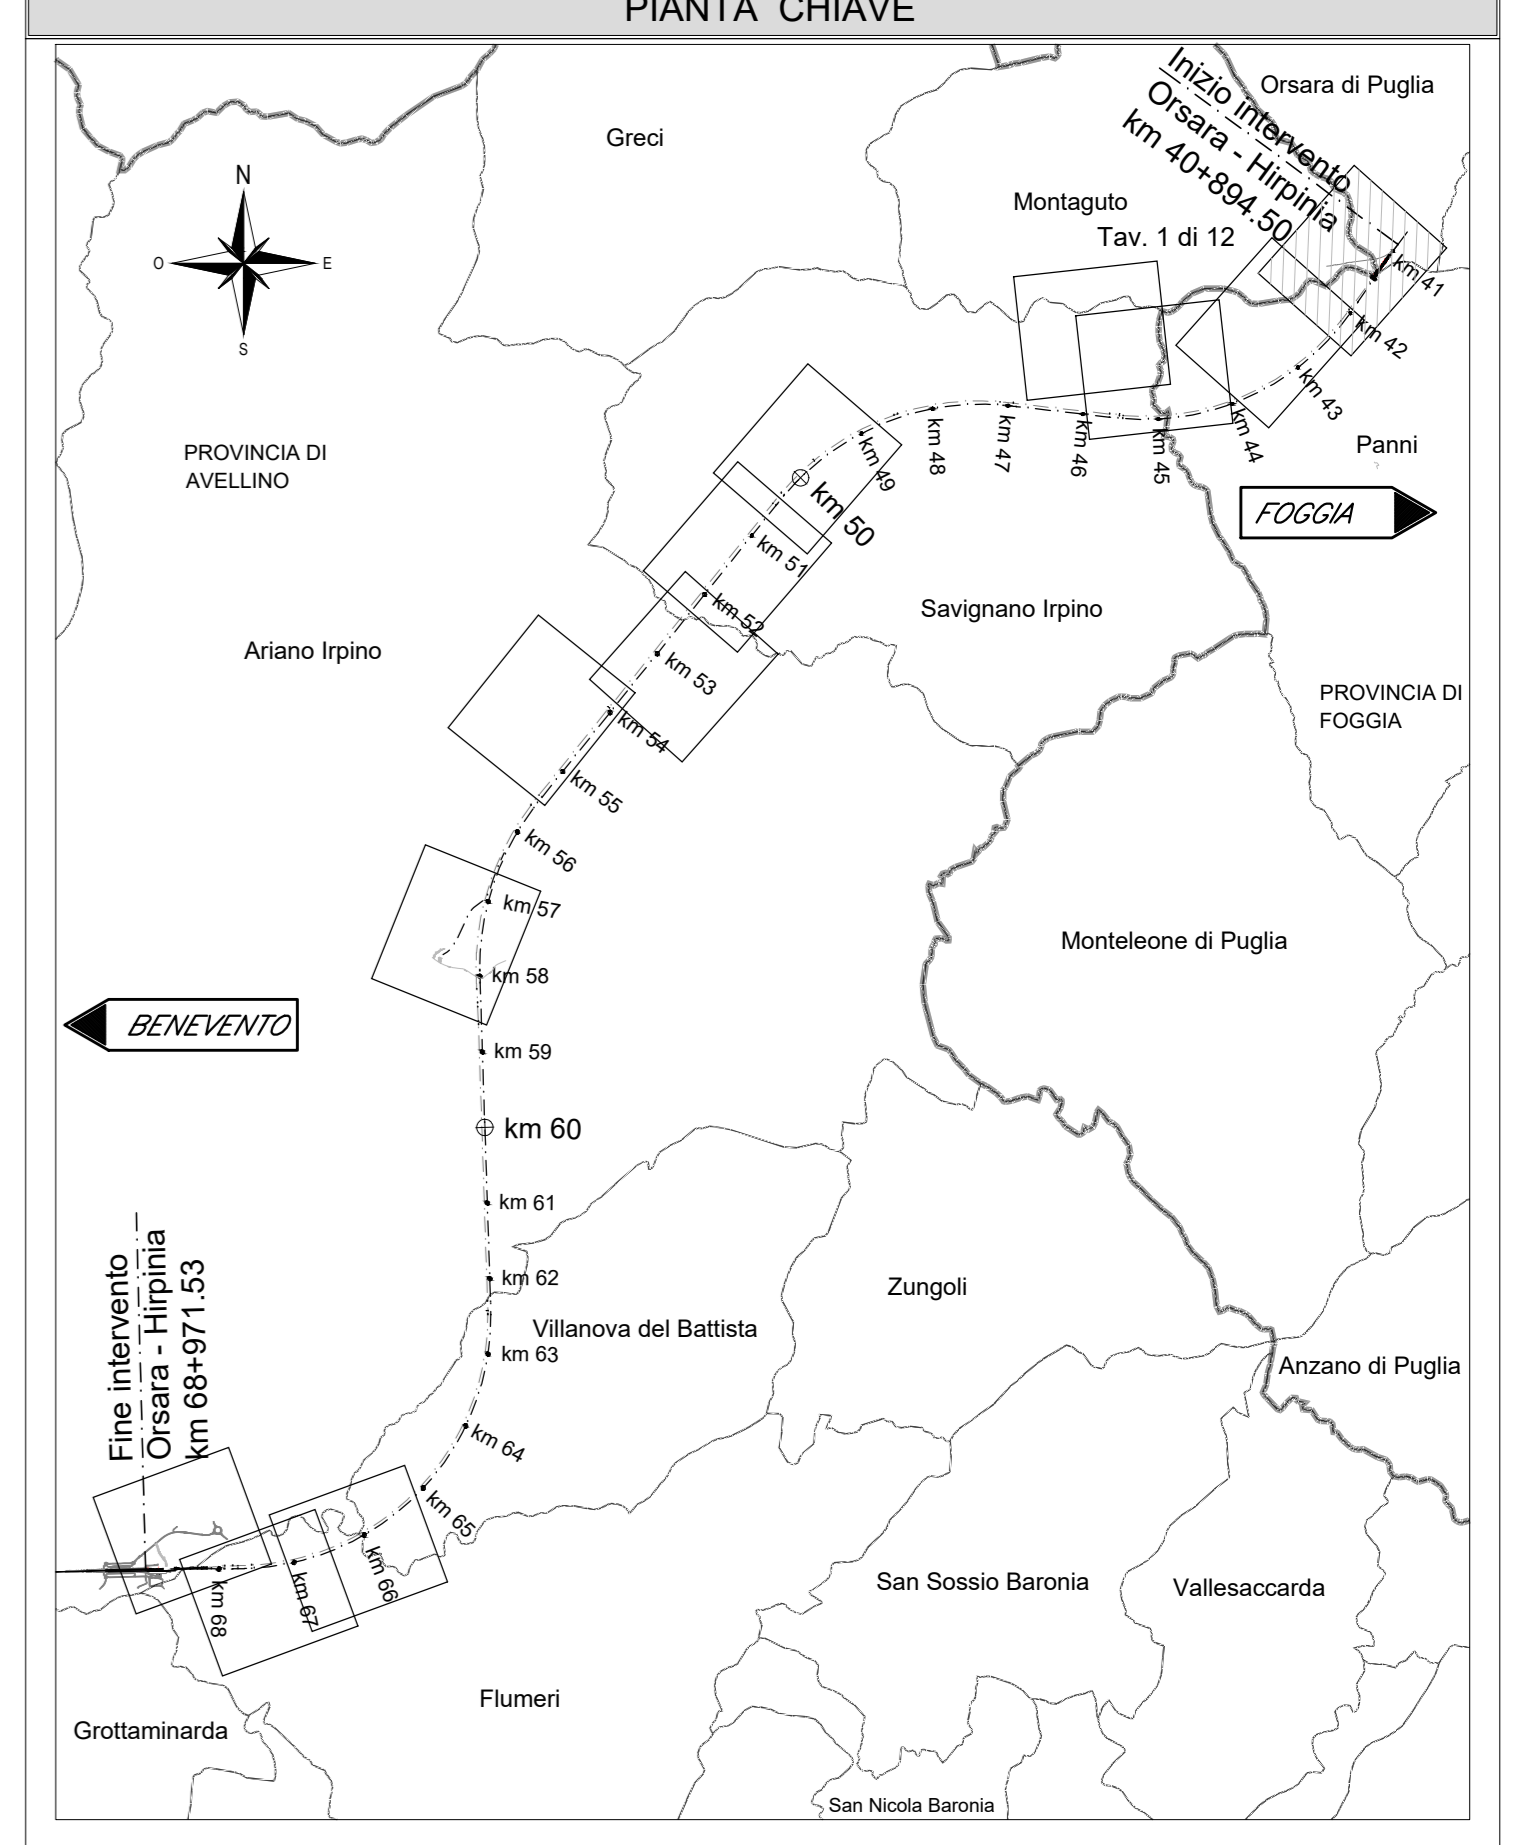 PIANTA CHIAVE
Inizio intervento
Orsara - Hirpinia
km 40+894.50
Orsara di Puglia
Greci
Montaguto
Tav. 1 di 12
N
O
E
S
km 41
km 42
km 43
km 44
km 45
km 46
km 47
km 48
km 49
km 50
km 51
km 52
km 53
km 54
km 55
km 56
km 57
km 58
km 59
km 60
km 61
km 62
km 63
km 64
km 65
km 66
km 67
km 68
PROVINCIA DI
AVELLINO
Panni
FOGGIA
Savignano Irpino
Ariano Irpino
PROVINCIA DI
FOGGIA
Monteleone di Puglia
BENEVENTO
Zungoli
Villanova del Battista
Anzano di Puglia
Fine intervento
Orsara - Hirpinia
km 68+971.53
San Sossio Baronia
Vallesaccarda
Flumeri
Grottaminarda
San Nicola Baronia